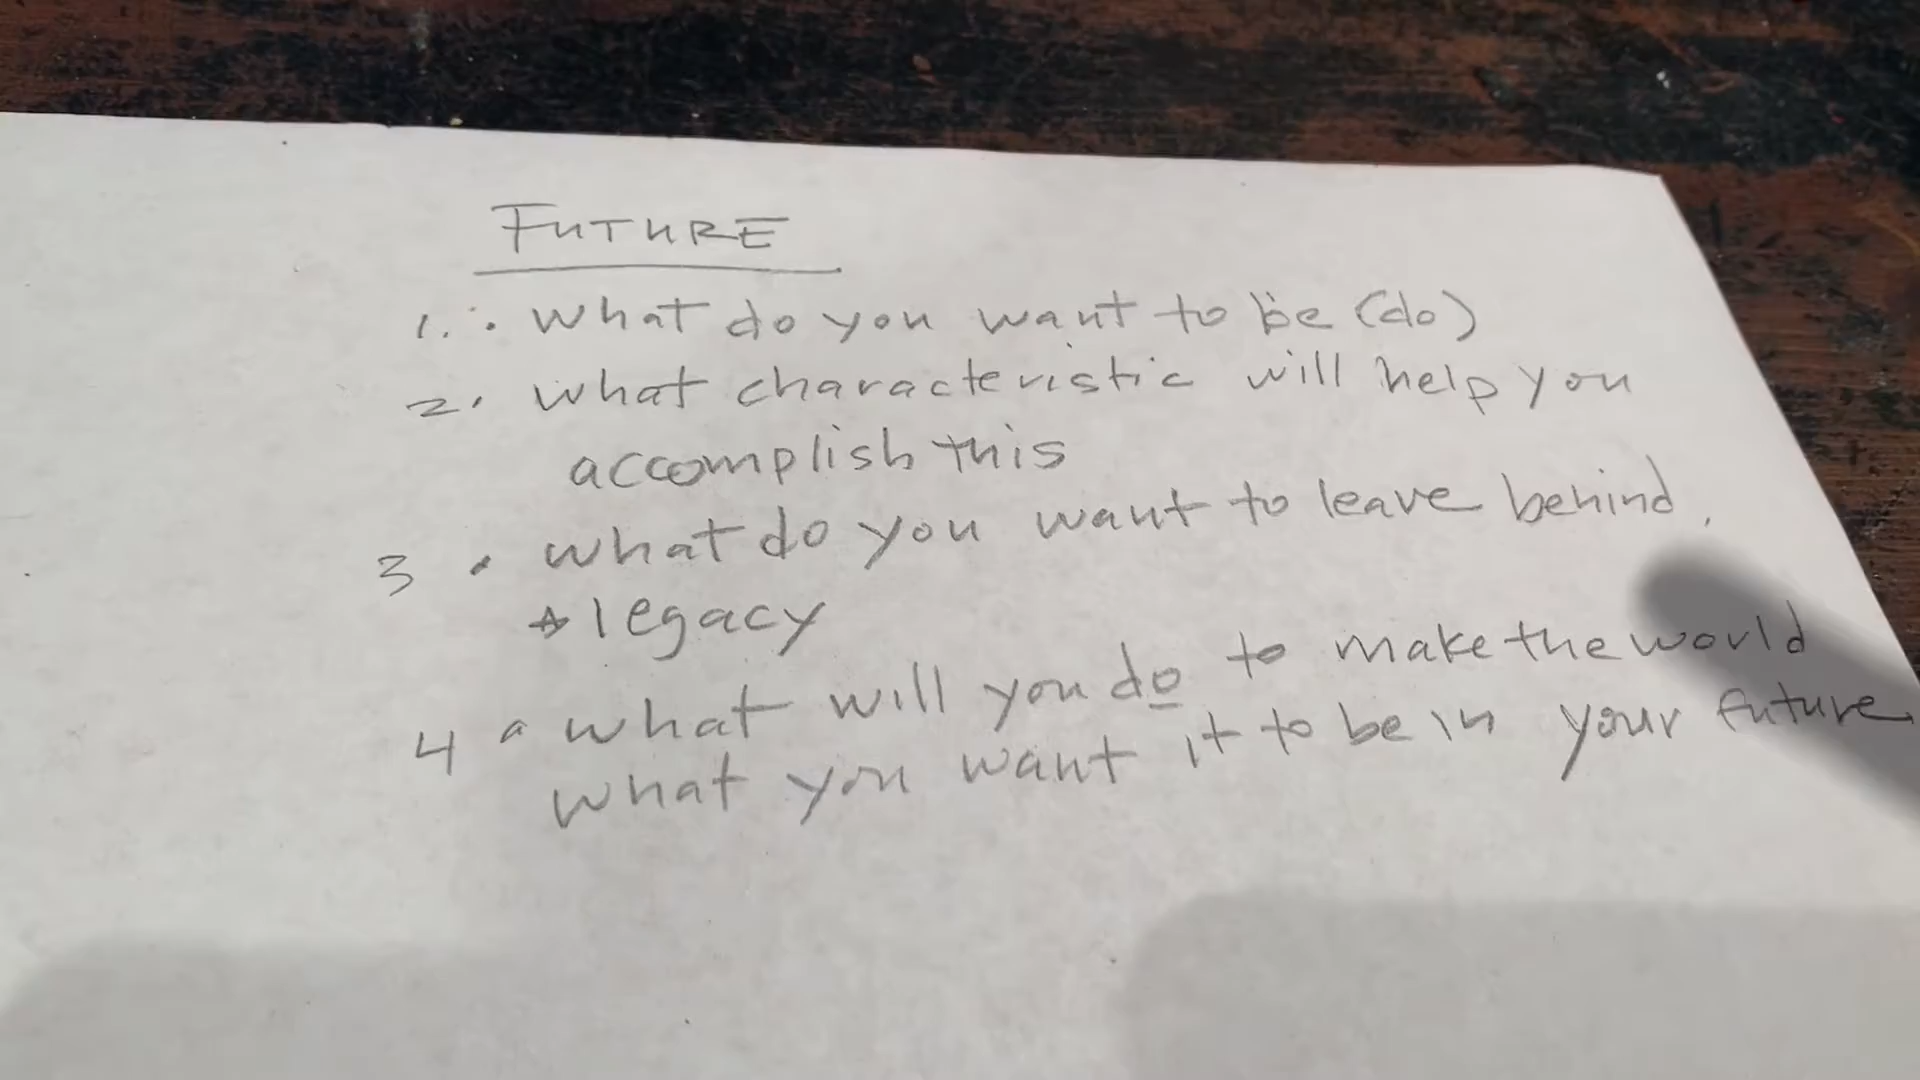 FUTURE
1. • What do you want to be (do)
2. What characteristic will help you
accomplish this
3 • What do you want to leave behind.
☆ legacy
4 • What will you do to make the world
what you want it to be in your future